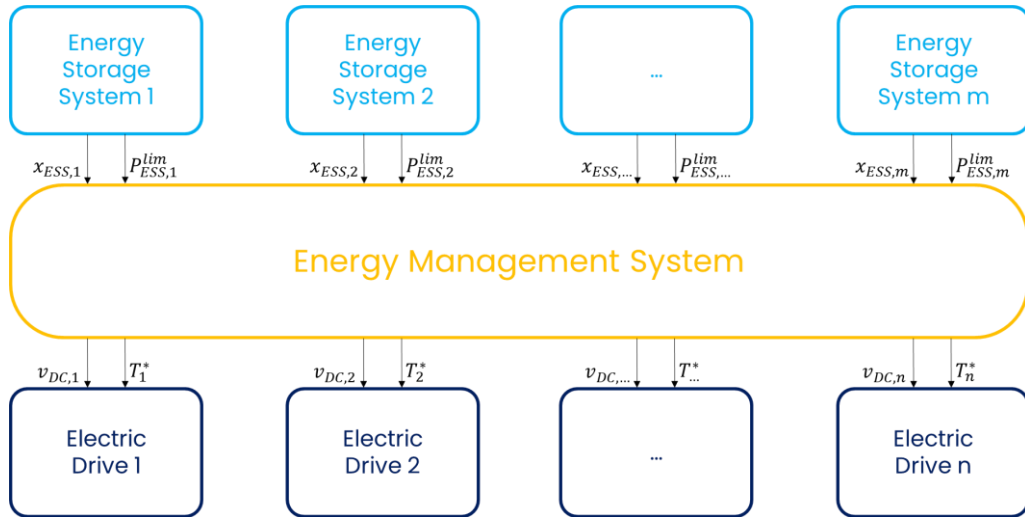 Energy
Storage
System 1
Energy
Storage
System 2
...
Energy
Storage
System m
x_{ESS,1} P_{ESS,1}^{lim}
x_{ESS,2} P_{ESS,2}^{lim}
x_{ESS,...} P_{ESS,...}^{lim}
x_{ESS,m} P_{ESS,m}^{lim}
Energy Management System
v_{DC,1} T_1^*
v_{DC,2} T_2^*
v_{DC,...} T_{...}^*
v_{DC,n} T_n^*
Electric
Drive 1
Electric
Drive 2
...
Electric
Drive n